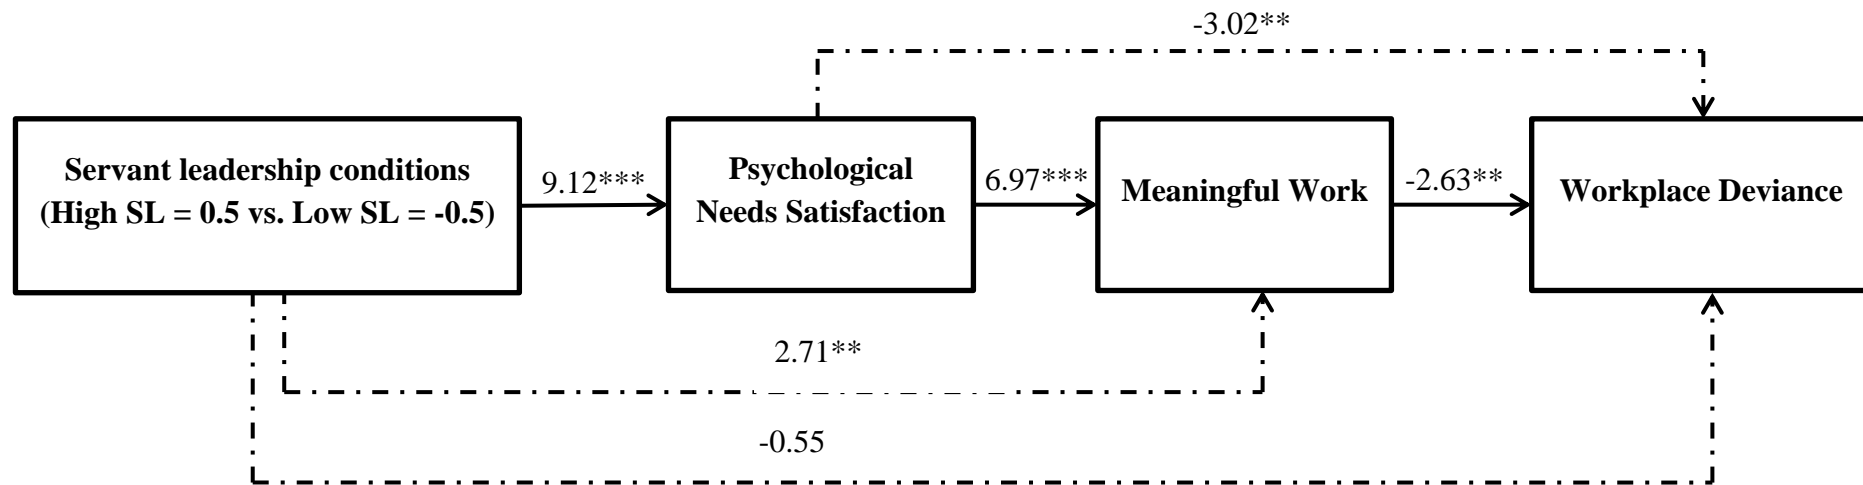 -3.02**
Servant leadership conditions
(High SL = 0.5 vs. Low SL = -0.5)
9.12***
Psychological
Needs Satisfaction
6.97***
Meaningful Work
-2.63**
Workplace Deviance
2.71**
-0.55